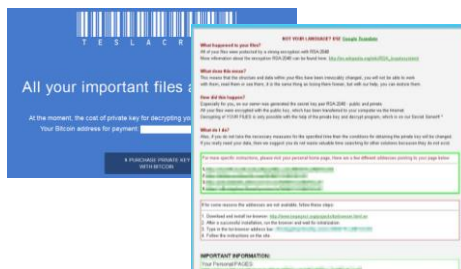 T E S L A C R
All your important files a
At the moment, the cost of private key for decrypting you
Your Bitcoin address for payment:
PURCHASE PRIVATE KEY
WITH BITCOIN
NOT YOUR LANGUAGE? USE Google Translate
What happened to your files?
All of your files were protected by a strong encryption with RSA-2048
More information about the encryption RSA-2048 can be found here:
What does this mean?
This means that the structure and data within your files have been irrevocably changed, you will not be able to work
with them, read them or see them, it is the same thing as losing them forever, but with our help, you can restore them.
How did this happen?
Especially for you, on our server was generated the secret key pair RSA-2048 - public and private.
All your files were encrypted with the public key, which has been transferred to your computer via the Internet.
Decrypting of YOUR FILES is only possible with the help of the private key and decrypt program, which is on our Secret Server!!
What do I do?
Alas, if you do not take the necessary measures for the specified time then the conditions for obtaining the private key will be changed.
If you really need your data, then we suggest you do not waste valuable time searching for other solutions because they do not exist.
For more specific instructions, please visit your personal home page, there are a few different addresses pointing to your page below:
If for some reasons the addresses are not available, follow these steps:
1. Download and install tor-browser:
2. After a successful installation, run the browser and wait for initialization.
3. Type in the tor-browser address bar:
4. Follow the instructions on the site.
IMPORTANT INFORMATION:
Your Personal PAGES: